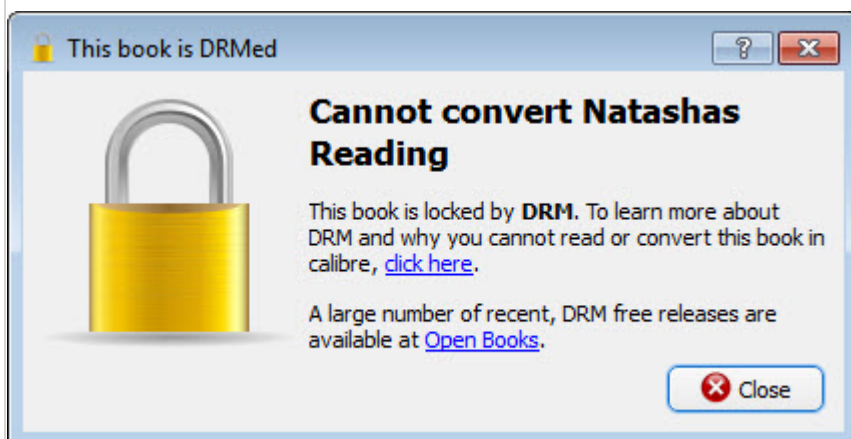 This book is DRMed
Cannot convert Natashas
Reading
This book is locked by DRM. To learn more about
DRM and why you cannot read or convert this book in
calibre, click here.
A large number of recent, DRM free releases are
available at Open Books.
Close